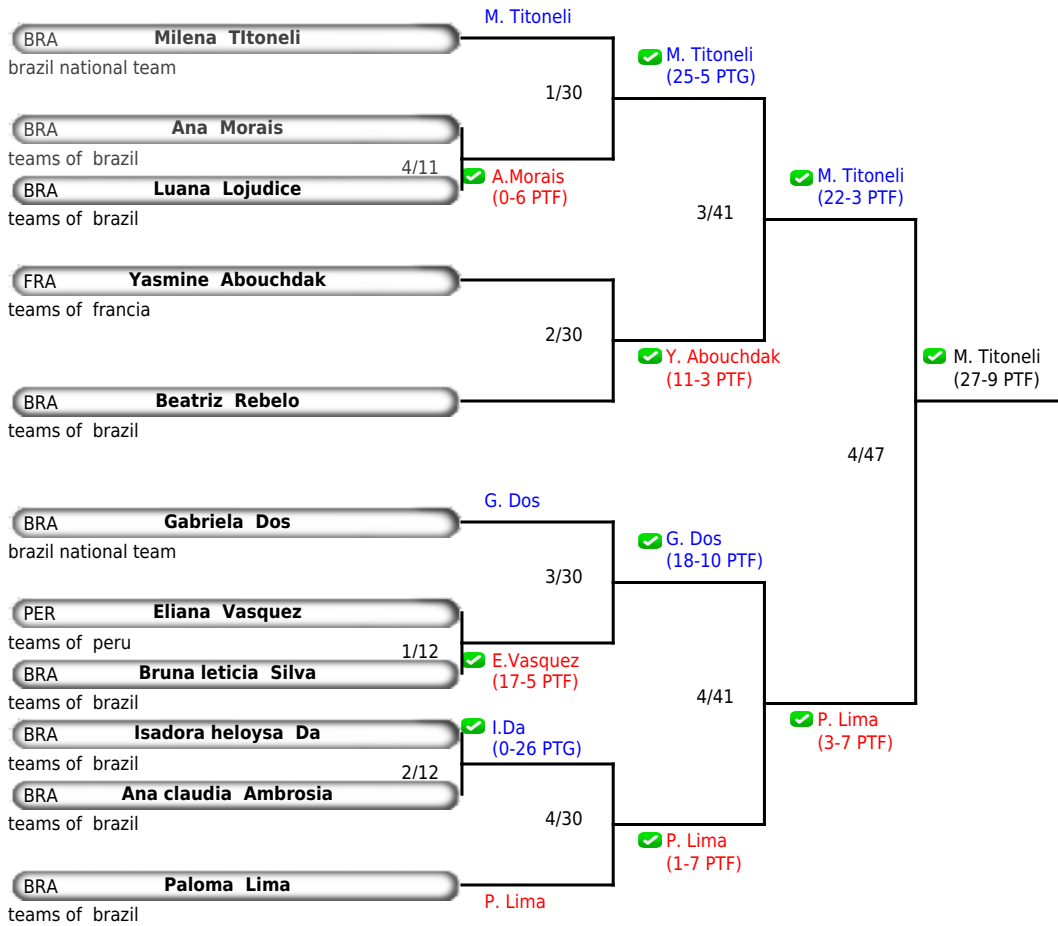 M. Titoneli
BRA Milena TItoneli
brazil national team
M. Titoneli
(25-5 PTG)
1/30
BRA Ana Morais
teams of brazil
4/11
A.Morais
(0-6 PTF)
BRA Luana Lojudice
teams of brazil
M. Titoneli
(22-3 PTF)
3/41
FRA Yasmine Abouchdak
teams of francia
2/30
Y. Abouchdak
(11-3 PTF)
M. Titoneli
(27-9 PTF)
BRA Beatriz Rebelo
teams of brazil
4/47
G. Dos
BRA Gabriela Dos
brazil national team
G. Dos
(18-10 PTF)
3/30
PER Eliana Vasquez
teams of peru
1/12
E.Vasquez
(17-5 PTF)
BRA Bruna leticia Silva
teams of brazil
4/41
P. Lima
(3-7 PTF)
BRA Isadora heloysa Da
teams of brazil
I.Da
(0-26 PTG)
2/12
BRA Ana claudia Ambrosia
teams of brazil
4/30
P. Lima
(1-7 PTF)
BRA Paloma Lima
teams of brazil
P. Lima